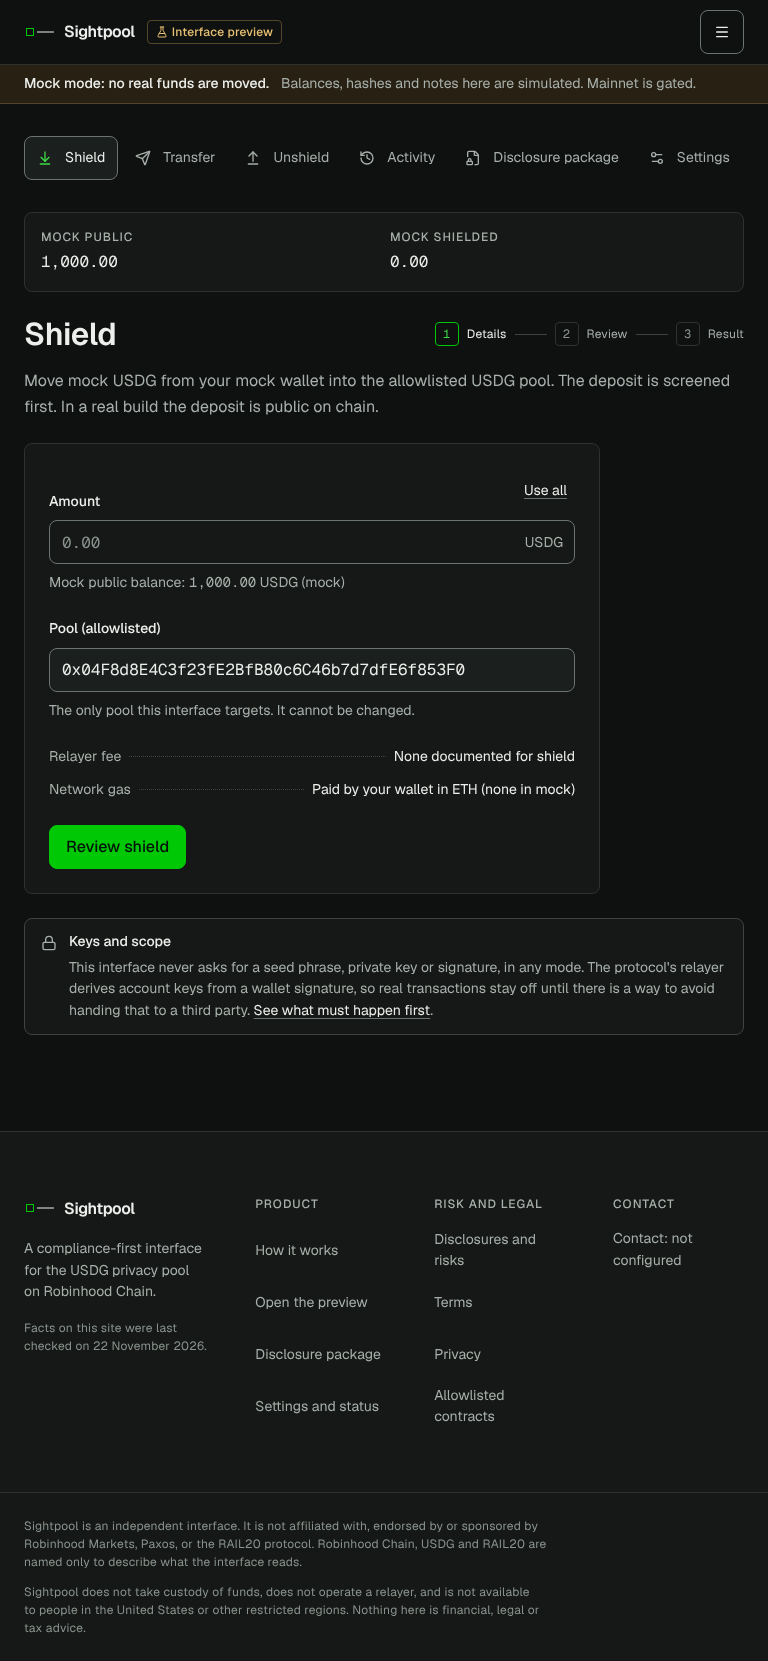 Sightpool
Interface preview
Mock mode: no real funds are moved. Balances, hashes and notes here are simulated. Mainnet is gated.
Shield
Transfer
Unshield
Activity
Disclosure package
Settings
MOCK PUBLIC
1,000.00
MOCK SHIELDED
0.00
Shield
1 Details
2 Review
3 Result
Move mock USDG from your mock wallet into the allowlisted USDG pool. The deposit is screened
first. In a real build the deposit is public on chain.
Amount
Use all
0.00
USDG
Mock public balance: 1,000.00 USDG (mock)
Pool (allowlisted)
0x04F8d8E4C3f23fE2BfB80c6C46b7d7dfE6f853F0
The only pool this interface targets. It cannot be changed.
Relayer fee
None documented for shield
Network gas
Paid by your wallet in ETH (none in mock)
Review shield
Keys and scope
This interface never asks for a seed phrase, private key or signature, in any mode. The protocol's relayer
derives account keys from a wallet signature, so real transactions stay off until there is a way to avoid
handing that to a third party. See what must happen first.
Sightpool
A compliance-first interface
for the USDG privacy pool
on Robinhood Chain.
Facts on this site were last
checked on 22 November 2026.
PRODUCT
How it works
Open the preview
Disclosure package
Settings and status
RISK AND LEGAL
Disclosures and
risks
Terms
Privacy
Allowlisted
contracts
CONTACT
Contact: not
configured
Sightpool is an independent interface. It is not affiliated with, endorsed by or sponsored by
Robinhood Markets, Paxos, or the RAIL20 protocol. Robinhood Chain, USDG and RAIL20 are
named only to describe what the interface reads.
Sightpool does not take custody of funds, does not operate a relayer, and is not available
to people in the United States or other restricted regions. Nothing here is financial, legal or
tax advice.